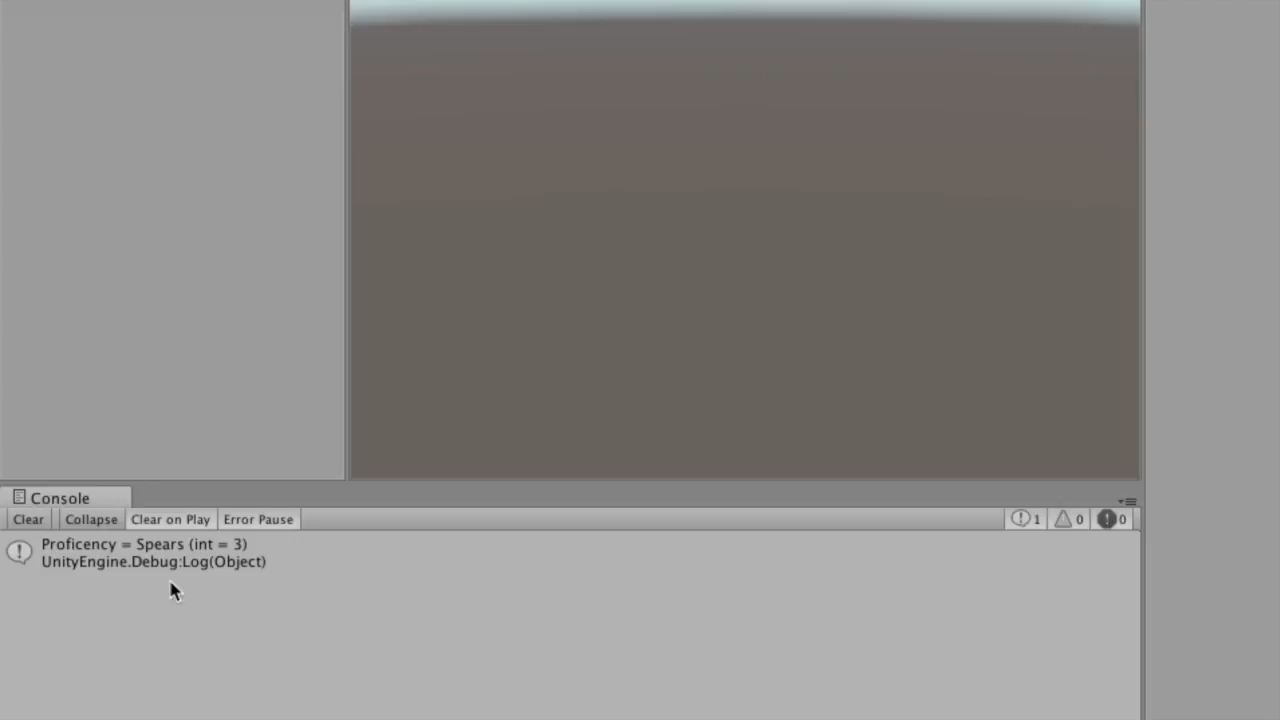 Console
Clear Collapse Clear on Play Error Pause 1 0 0
Proficency = Spears (int = 3)
UnityEngine.Debug:Log(Object)